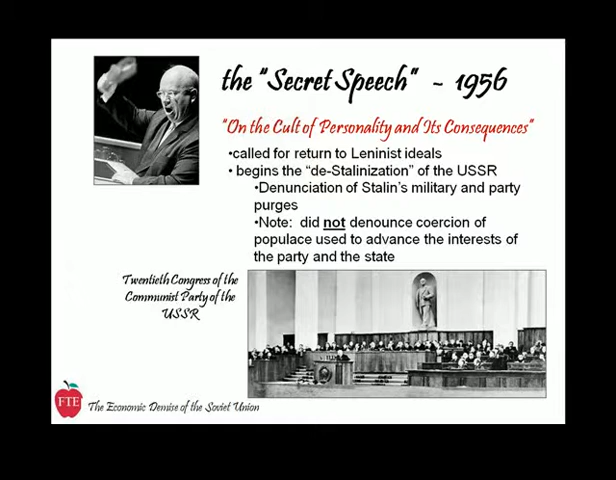 the "Secret Speech" ~ 1956
"On the Cult of Personality and Its Consequences"
•called for return to Leninist ideals
• begins the “de-Stalinization” of the USSR
•Denunciation of Stalin’s military and party
purges
•Note: did not denounce coercion of
populace used to advance the interests of
the party and the state
Twentieth Congress of the
Communist Party of the
USSR
FTE
The Economic Demise of the Soviet Union